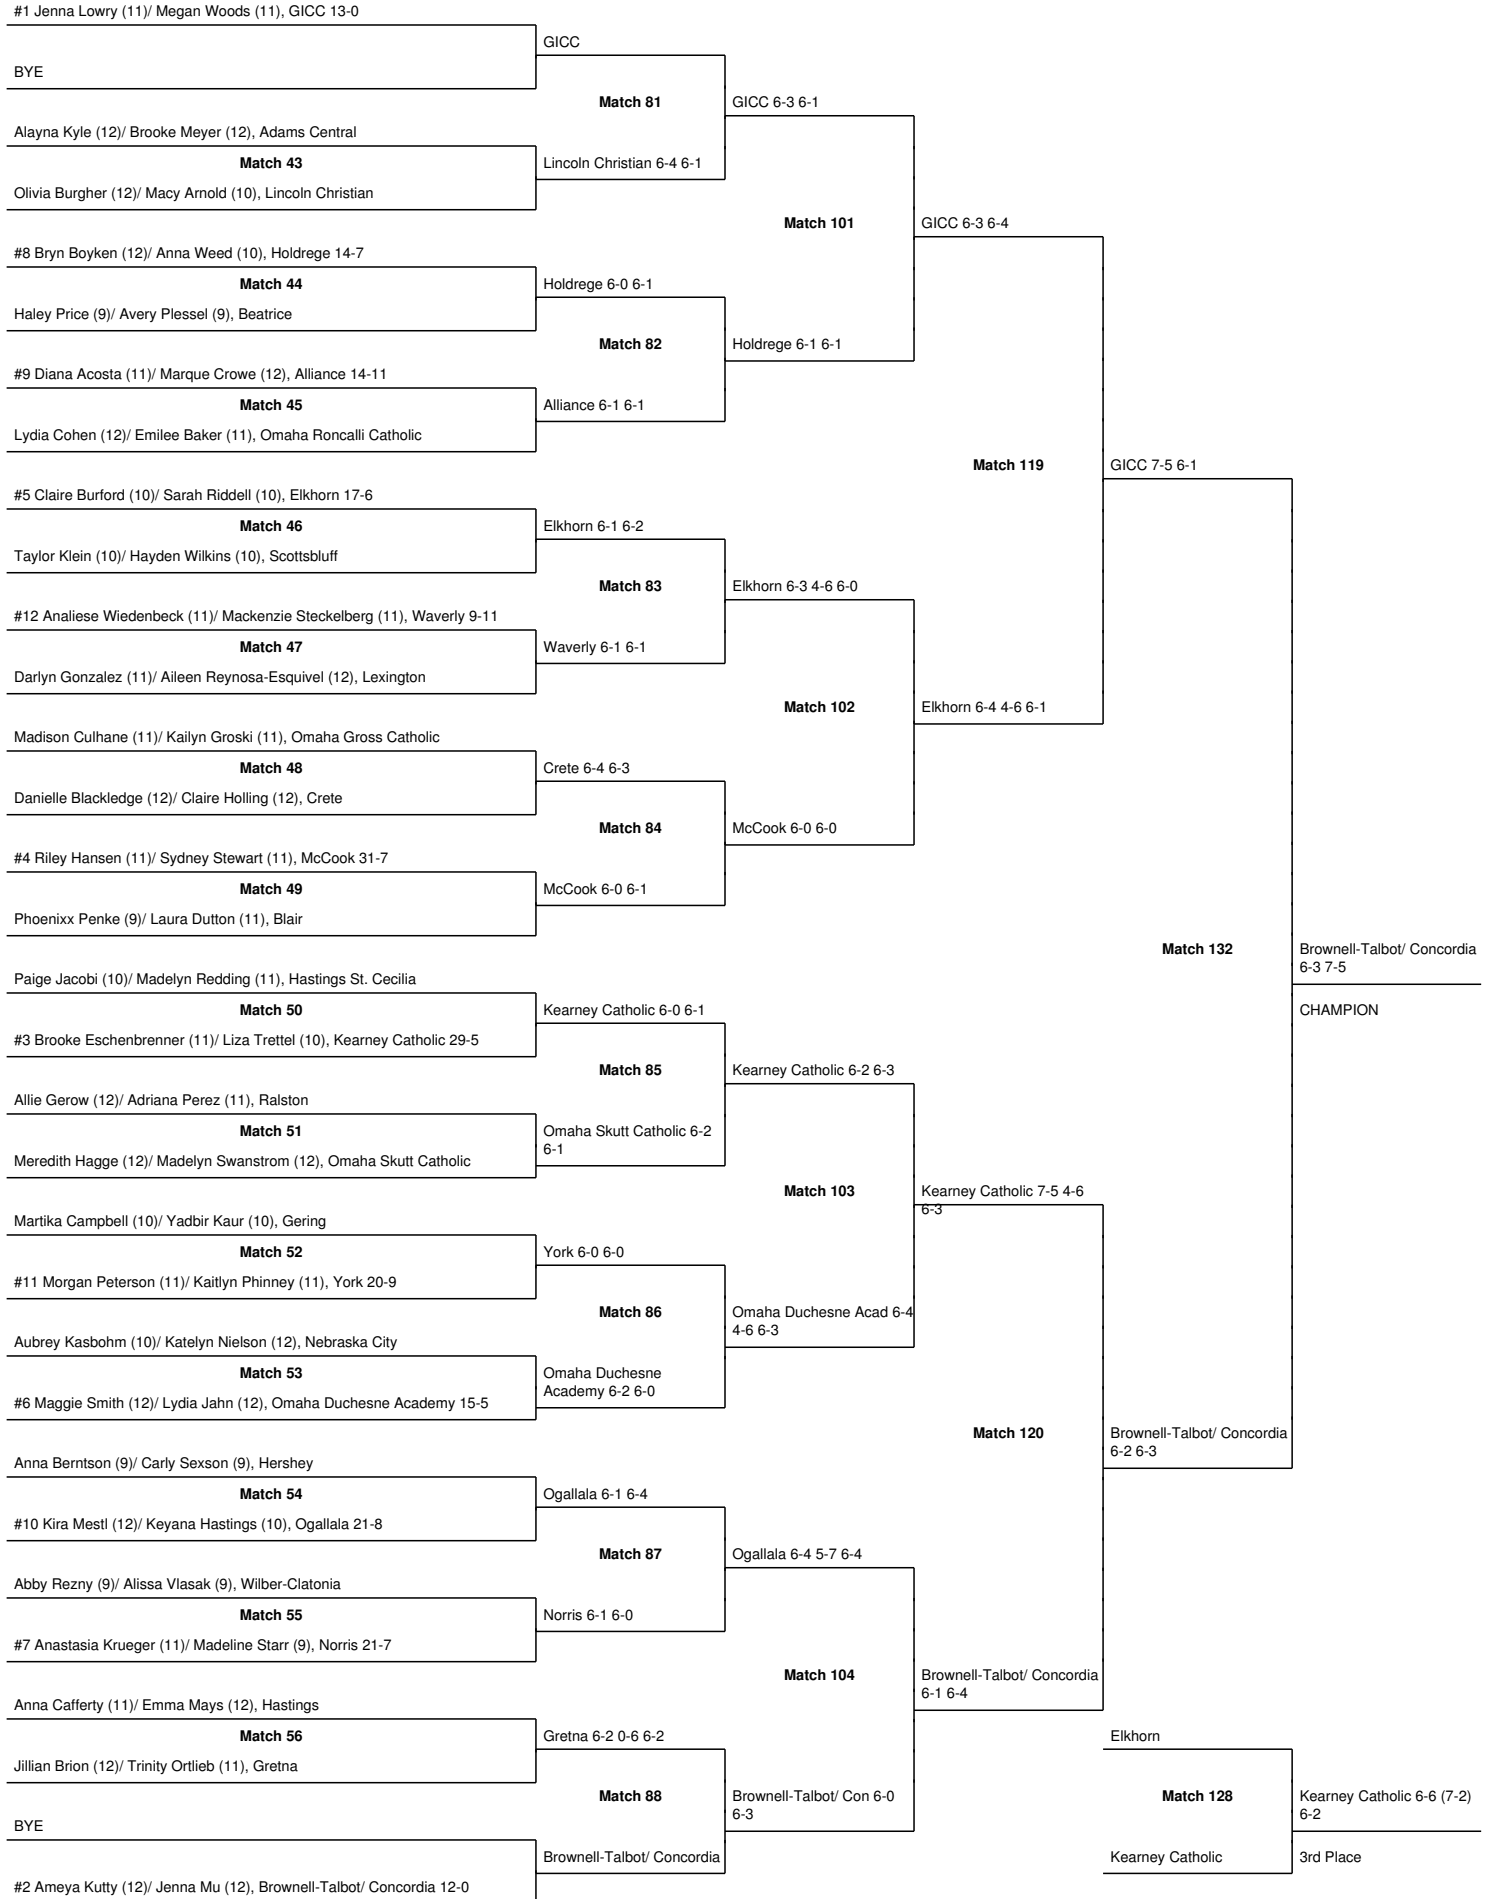 #1 Jenna Lowry (11)/ Megan Woods (11), GICC 13-0
GICC
BYE
Match 81
GICC 6-3 6-1
Alayna Kyle (12)/ Brooke Meyer (12), Adams Central
Match 43
Lincoln Christian 6-4 6-1
Olivia Burgher (12)/ Macy Arnold (10), Lincoln Christian
Match 101
GICC 6-3 6-4
#8 Bryn Boyken (12)/ Anna Weed (10), Holdrege 14-7
Match 44
Holdrege 6-0 6-1
Haley Price (9)/ Avery Plessel (9), Beatrice
Match 82
Holdrege 6-1 6-1
#9 Diana Acosta (11)/ Marque Crowe (12), Alliance 14-11
Match 45
Alliance 6-1 6-1
Lydia Cohen (12)/ Emilee Baker (11), Omaha Roncalli Catholic
Match 119
GICC 7-5 6-1
#5 Claire Burford (10)/ Sarah Riddell (10), Elkhorn 17-6
Match 46
Elkhorn 6-1 6-2
Taylor Klein (10)/ Hayden Wilkins (10), Scottsbluff
Match 83
Elkhorn 6-3 4-6 6-0
#12 Analiese Wiedenbeck (11)/ Mackenzie Steckelberg (11), Waverly 9-11
Match 47
Waverly 6-1 6-1
Darlyn Gonzalez (11)/ Aileen Reynosa-Esquivel (12), Lexington
Match 102
Elkhorn 6-4 4-6 6-1
Madison Culhane (11)/ Kailyn Groski (11), Omaha Gross Catholic
Match 48
Crete 6-4 6-3
Danielle Blackledge (12)/ Claire Holling (12), Crete
Match 84
McCook 6-0 6-0
#4 Riley Hansen (11)/ Sydney Stewart (11), McCook 31-7
Match 49
McCook 6-0 6-1
Phoenixx Penke (9)/ Laura Dutton (11), Blair
Match 132
Brownell-Talbot/ Concordia
6-3 7-5
CHAMPION
Paige Jacobi (10)/ Madelyn Redding (11), Hastings St. Cecilia
Match 50
Kearney Catholic 6-0 6-1
#3 Brooke Eschenbrenner (11)/ Liza Trettel (10), Kearney Catholic 29-5
Match 85
Kearney Catholic 6-2 6-3
Allie Gerow (12)/ Adriana Perez (11), Ralston
Match 51
Omaha Skutt Catholic 6-2
6-1
Meredith Hagge (12)/ Madelyn Swanstrom (12), Omaha Skutt Catholic
Match 103
Kearney Catholic 7-5 4-6
6-3
Martika Campbell (10)/ Yadbir Kaur (10), Gering
Match 52
York 6-0 6-0
#11 Morgan Peterson (11)/ Kaitlyn Phinney (11), York 20-9
Match 86
Omaha Duchesne Acad 6-4
4-6 6-3
Aubrey Kasbohm (10)/ Katelyn Nielson (12), Nebraska City
Match 53
Omaha Duchesne
Academy 6-2 6-0
#6 Maggie Smith (12)/ Lydia Jahn (12), Omaha Duchesne Academy 15-5
Match 120
Brownell-Talbot/ Concordia
6-2 6-3
Anna Berntson (9)/ Carly Sexson (9), Hershey
Match 54
Ogallala 6-1 6-4
#10 Kira Mestl (12)/ Keyana Hastings (10), Ogallala 21-8
Match 87
Ogallala 6-4 5-7 6-4
Abby Rezny (9)/ Alissa Vlasak (9), Wilber-Clatonia
Match 55
Norris 6-1 6-0
#7 Anastasia Krueger (11)/ Madeline Starr (9), Norris 21-7
Match 104
Brownell-Talbot/ Concordia
6-1 6-4
Anna Cafferty (11)/ Emma Mays (12), Hastings
Match 56
Gretna 6-2 0-6 6-2
Jillian Brion (12)/ Trinity Ortlieb (11), Gretna
Match 88
Brownell-Talbot/ Con 6-0
6-3
BYE
Brownell-Talbot/ Concordia
#2 Ameya Kutty (12)/ Jenna Mu (12), Brownell-Talbot/ Concordia 12-0
Elkhorn
Match 128
Kearney Catholic 6-6 (7-2)
6-2
Kearney Catholic
3rd Place